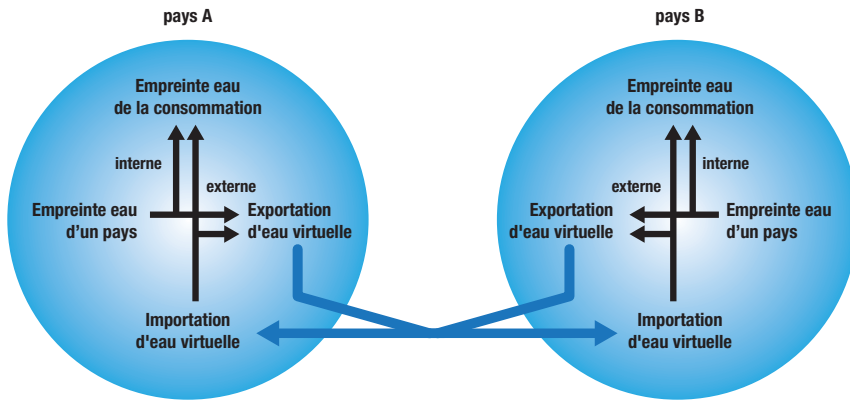 pays A
Empreinte eau
de la consommation
interne
externe
Empreinte eau
d’un pays
Exportation
d'eau virtuelle
Importation
d'eau virtuelle
pays B
Empreinte eau
de la consommation
interne
externe
Exportation
d'eau virtuelle
Empreinte eau
d’un pays
Importation
d'eau virtuelle